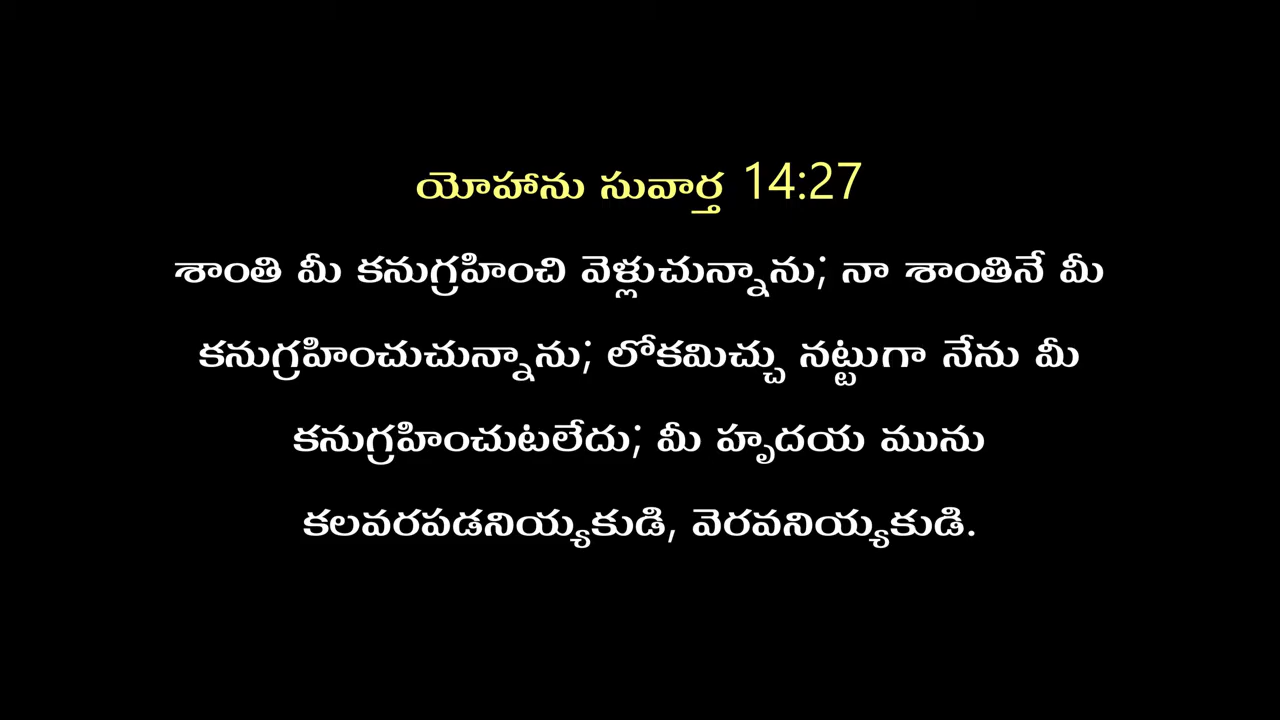 యోహాను సువార్త 14:27
శాంతి మీ కనుగ్రహించి వెళ్లుచున్నాను; నా శాంతినే మీ
కనుగ్రహించుచున్నాను; లోకమిచ్చు నట్టుగా నేను మీ
కనుగ్రహించుటలేదు; మీ హృదయ మును
కలవరపడనియ్యకుడి, వెరవనియ్యకుడి.